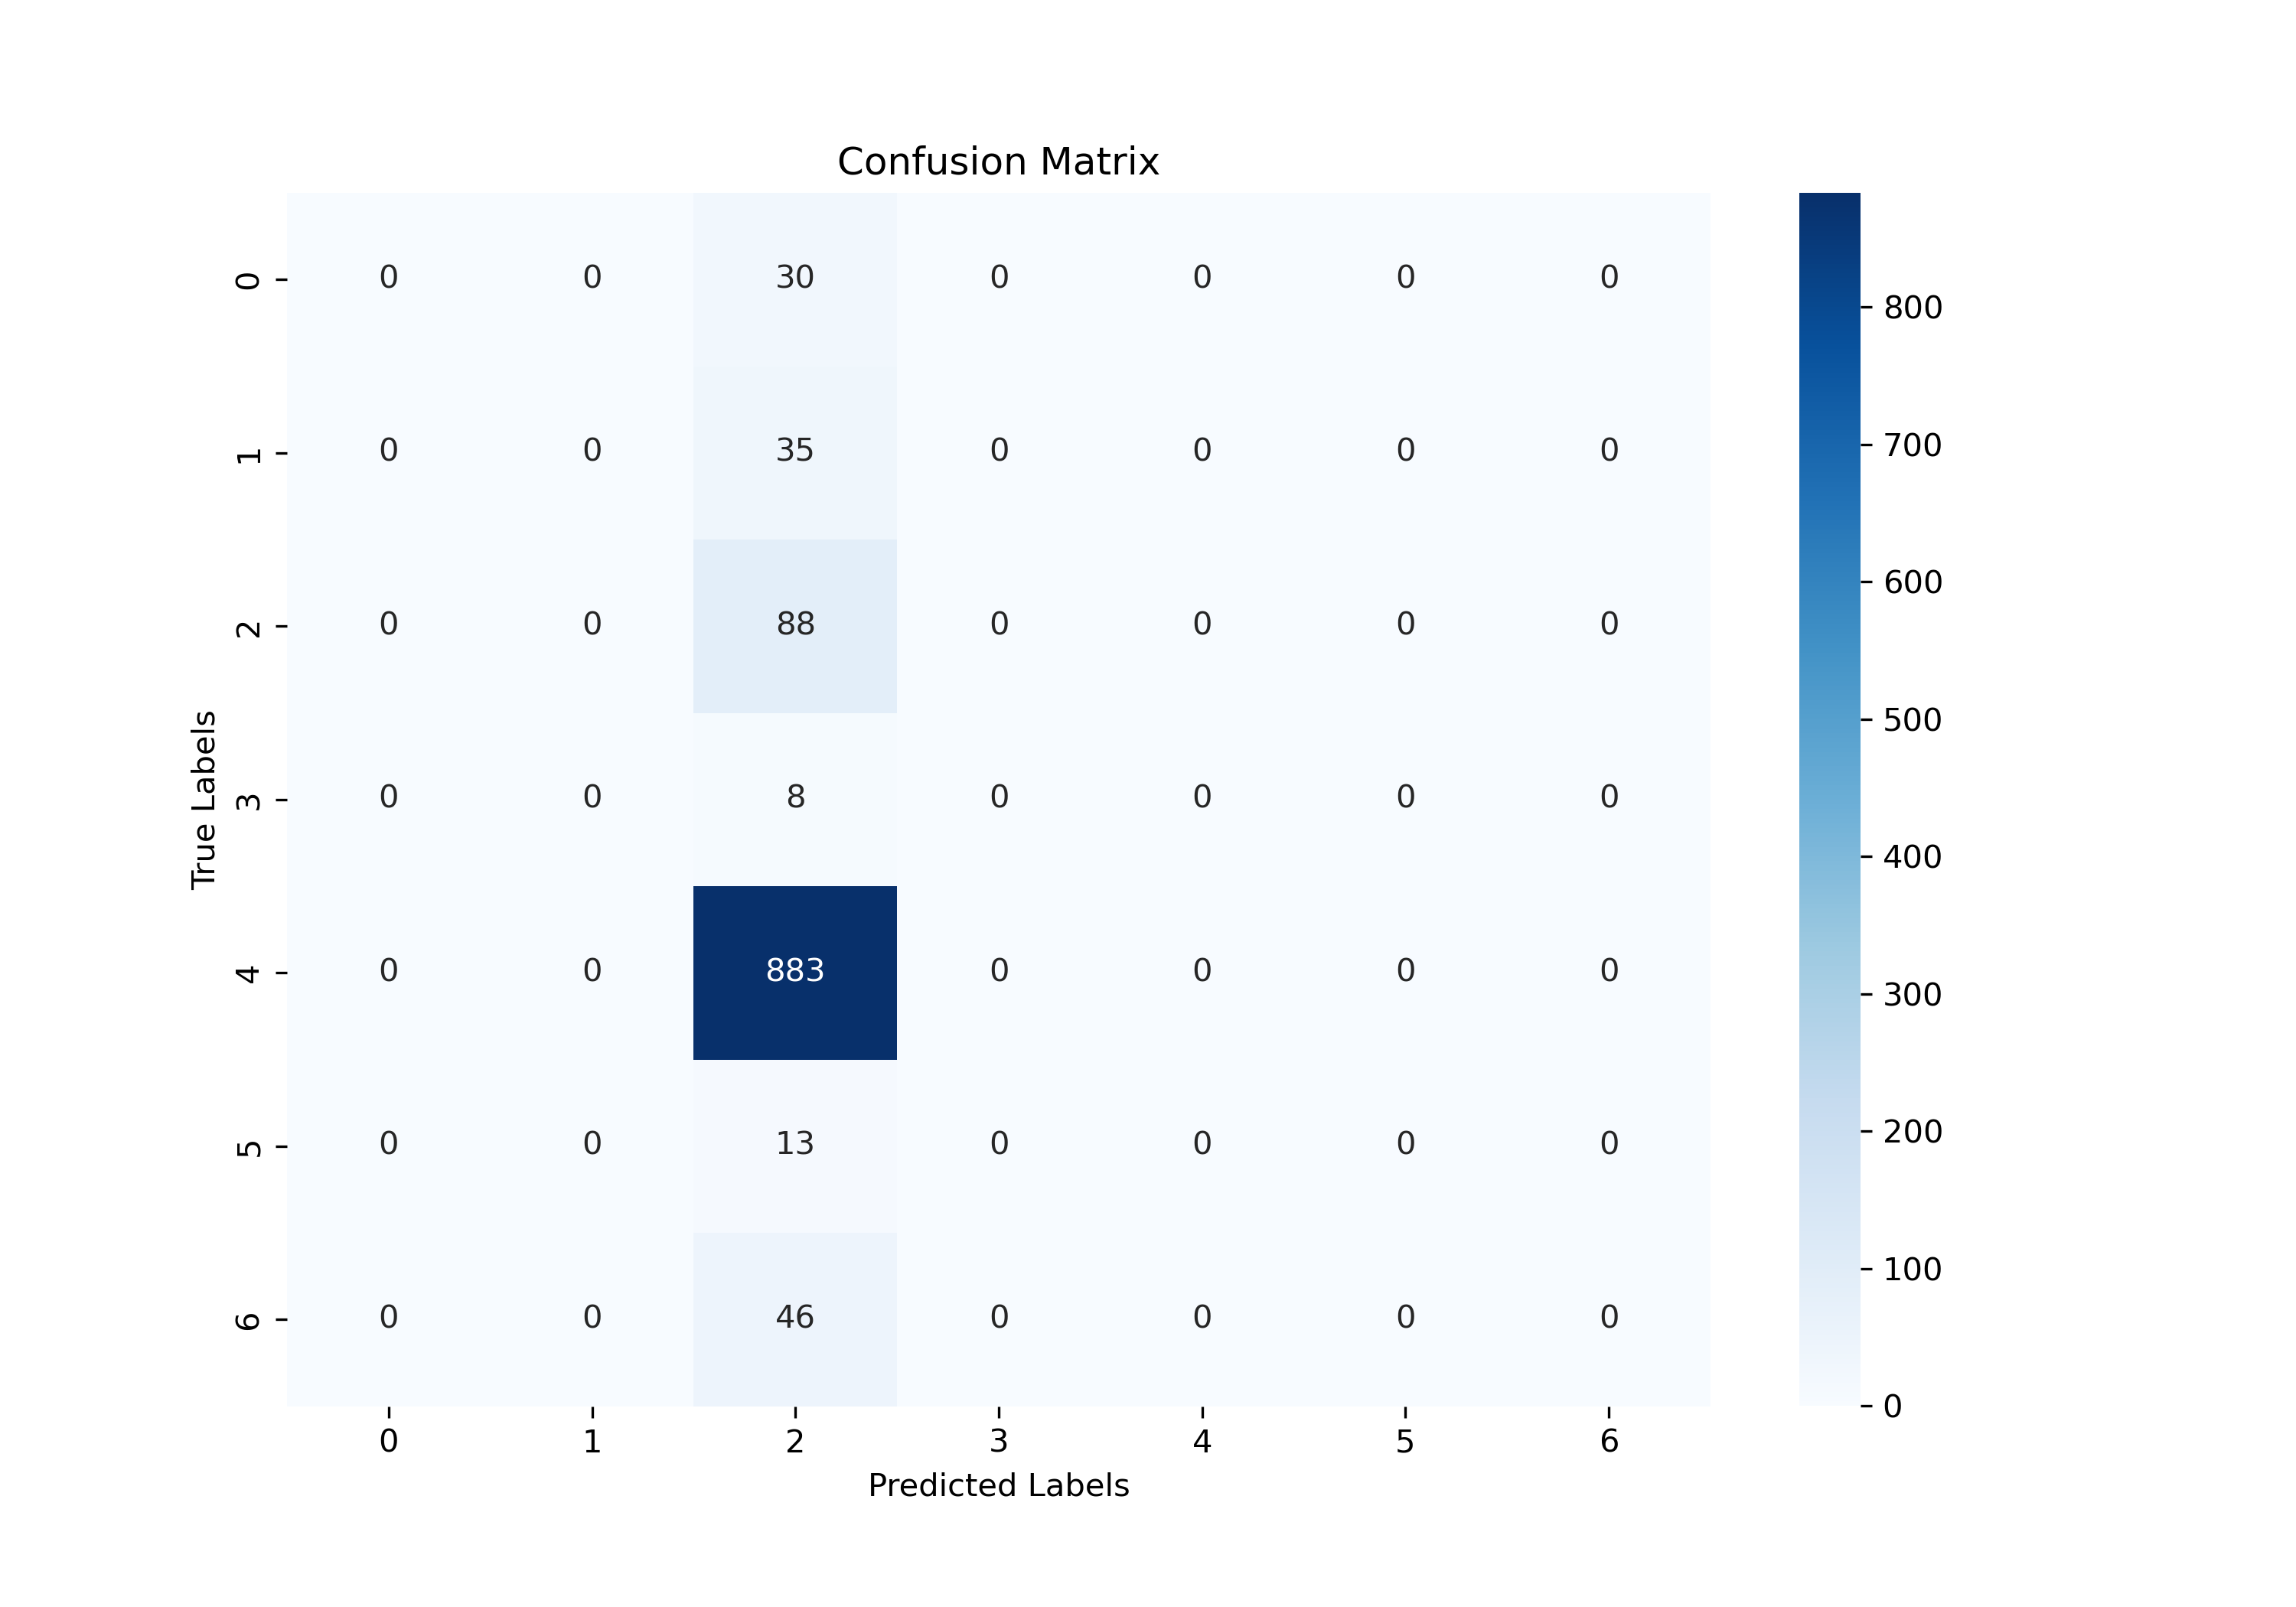 Confusion Matrix
0 0 0 30 0 0 0 0
1 0 0 35 0 0 0 0
2 0 0 88 0 0 0 0
3 0 0 8 0 0 0 0
4 0 0 883 0 0 0 0
5 0 0 13 0 0 0 0
6 0 0 46 0 0 0 0
0 1 2 3 4 5 6
Predicted Labels
True Labels
800
700
600
500
400
300
200
100
0